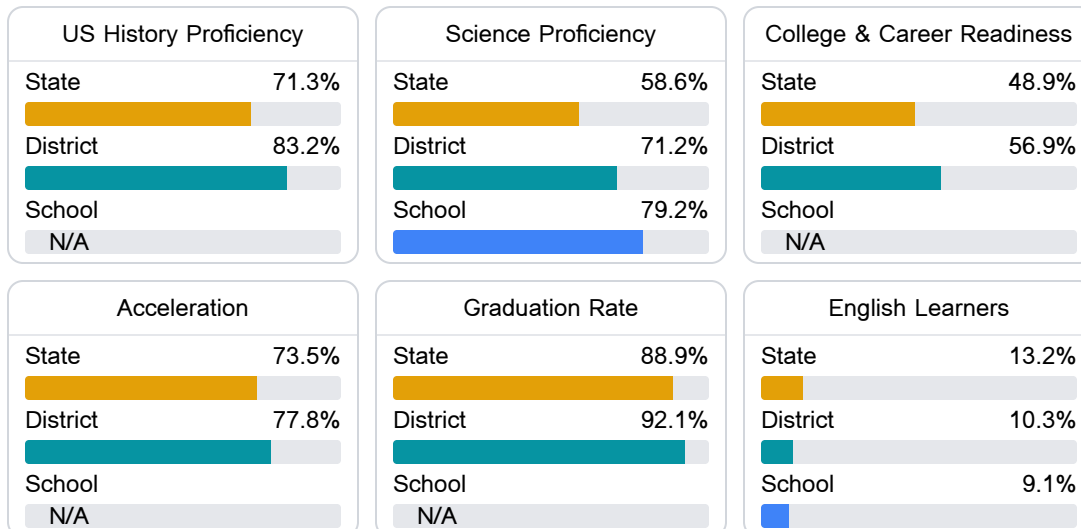 US History Proficiency
State 71.3%
District 83.2%
School
N/A
Science Proficiency
State 58.6%
District 71.2%
School 79.2%
College & Career Readiness
State 48.9%
District 56.9%
School
N/A
Acceleration
State 73.5%
District 77.8%
School
N/A
Graduation Rate
State 88.9%
District 92.1%
School
N/A
English Learners
State 13.2%
District 10.3%
School 9.1%